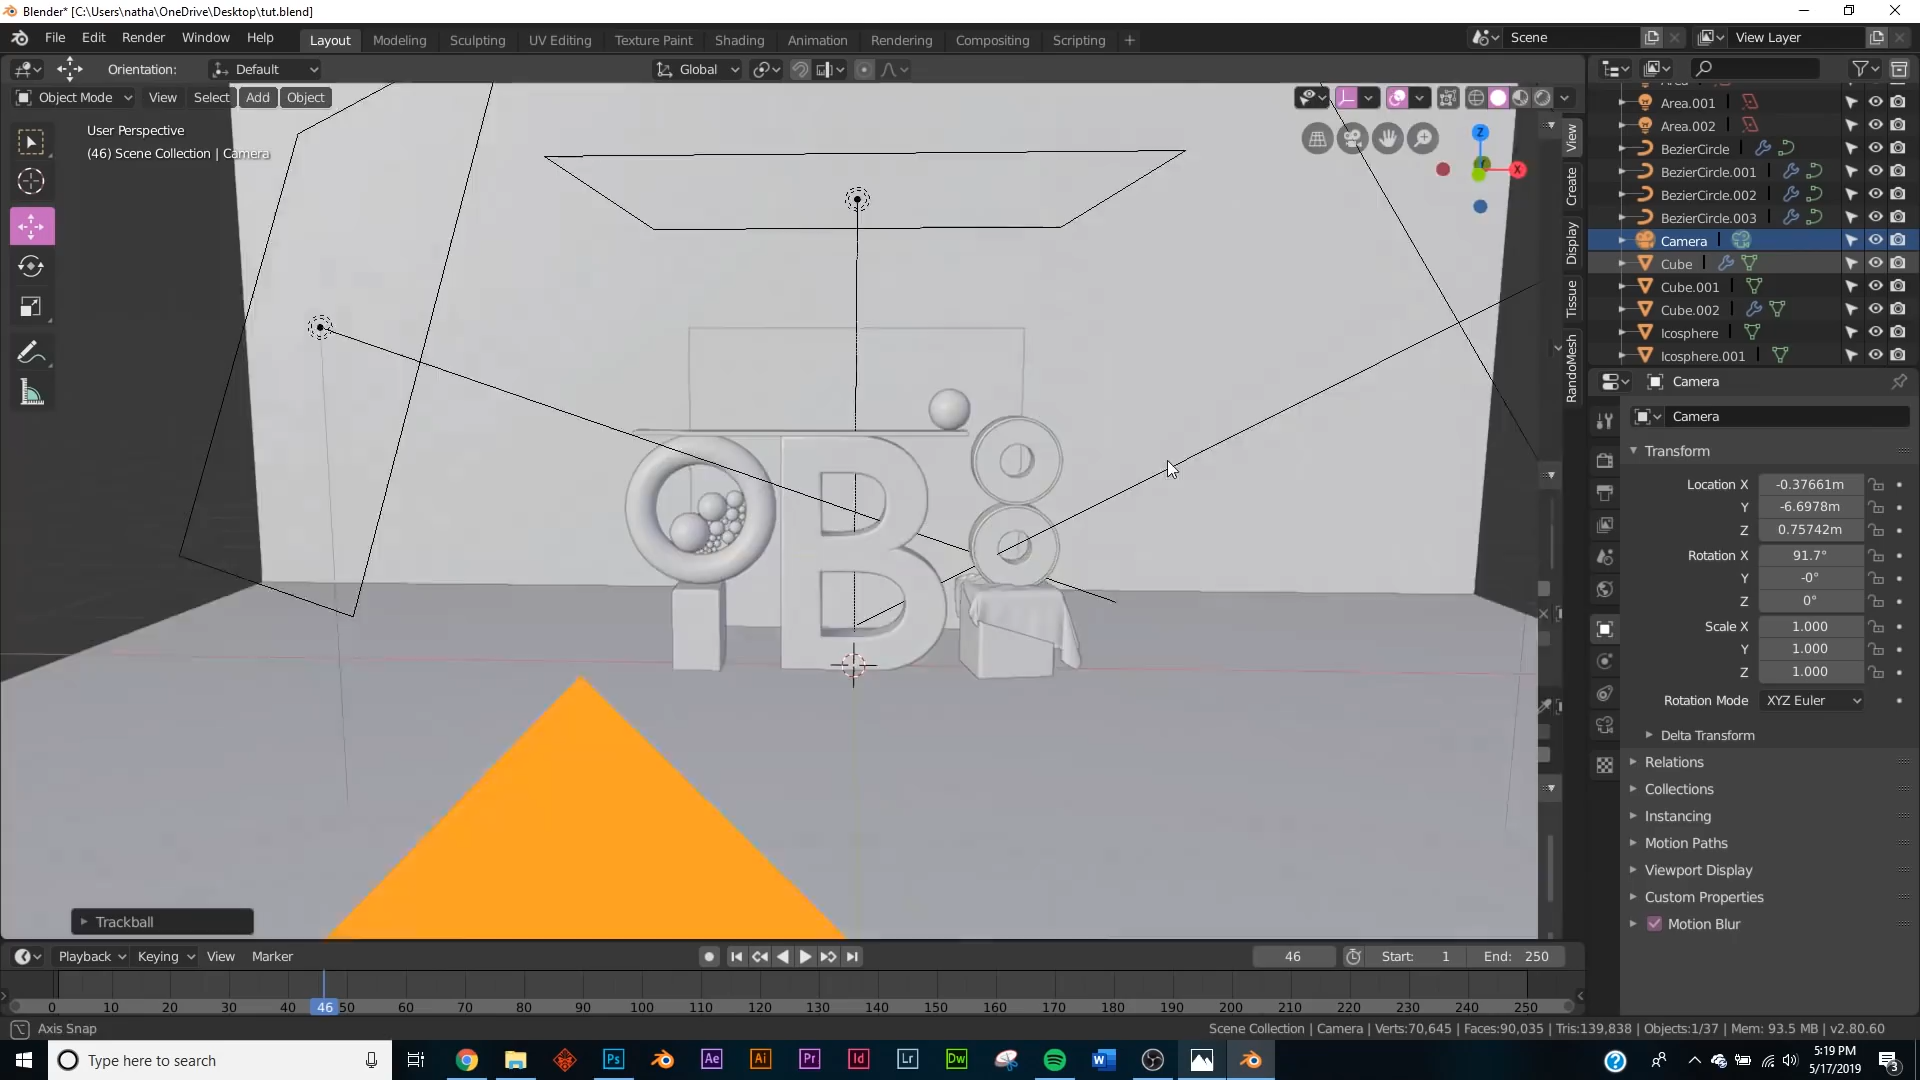 Blender* [C:\Users\natha\OneDrive\Desktop\tut.blend]
File Edit Render Window Help Layout Modeling Sculpting UV Editing Texture Paint Shading Animation Rendering Compositing Scripting + Scene View Layer
Orientation: Default Global
Object Mode View Select Add Object
User Perspective
(46) Scene Collection | Camera
Z
X
View
Create
Display
Tissue
RandoMesh
Area.001
Area.002
BezierCircle
BezierCircle.001
BezierCircle.002
BezierCircle.003
Camera
Cube
Cube.001
Cube.002
Icosphere
Icosphere.001
Camera
Camera
Transform
Location X -0.37661m
Y -6.6978m
Z 0.75742m
Rotation X 91.7°
Y -0°
Z 0°
Scale X 1.000
Y 1.000
Z 1.000
Rotation Mode XYZ Euler
Delta Transform
Relations
Collections
Instancing
Motion Paths
Viewport Display
Custom Properties
Motion Blur
B
Trackball
Playback Keying View Marker 46 Start: 1 End: 250
0 10 20 30 40 46 50 60 70 80 90 100 110 120 130 140 150 160 170 180 190 200 210 220 230 240 250
Axis Snap Scene Collection | Camera | Verts:70,645 | Faces:90,035 | Tris:139,838 | Objects:1/37 | Mem: 93.5 MB | v2.80.60
Type here to search Ps Ae Ai Pr Id Lr Dw W 5:19 PM
5/17/2019
3